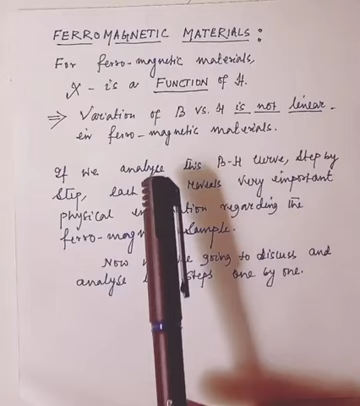 FERROMAGNETIC MATERIALS:
For ferro-magnetic materials,
χ - is a FUNCTION of H.
⇒ Variation of B vs. H is not linear
in ferro-magnetic materials.
If we analyse this B-H curve, step by
step, each reveals very important
physical regarding the
sample.
Now going to discuss and
analyse steps one by one.